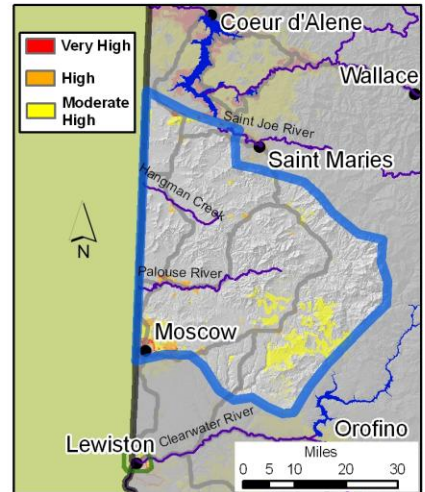 Very High
High
Moderate
High
Coeur d'Alene
Wallace
Saint Joe River
Saint Maries
Hangman Creek
N
Palouse River
Moscow
Clearwater River
Orofino
Lewiston
Miles
0 5 10 20 30